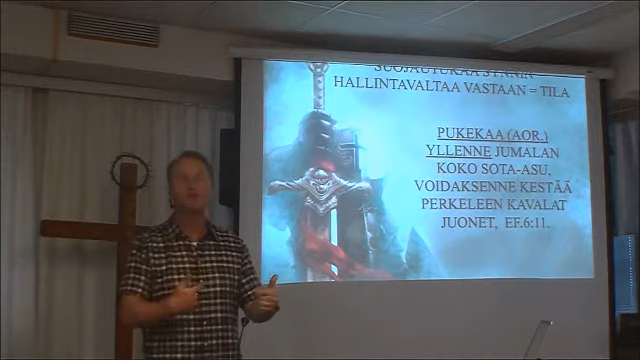 SUOJAUTUKAA SYNNIN
HALLINTAVALTAA VASTAAN = TILA
PUKEKAA (AOR.)
YLLENNE JUMALAN
KOKO SOTA-ASU,
VOIDAKSENNE KESTÄÄ
PERKELEEN KAVALAT
JUONET, EF.6:11.